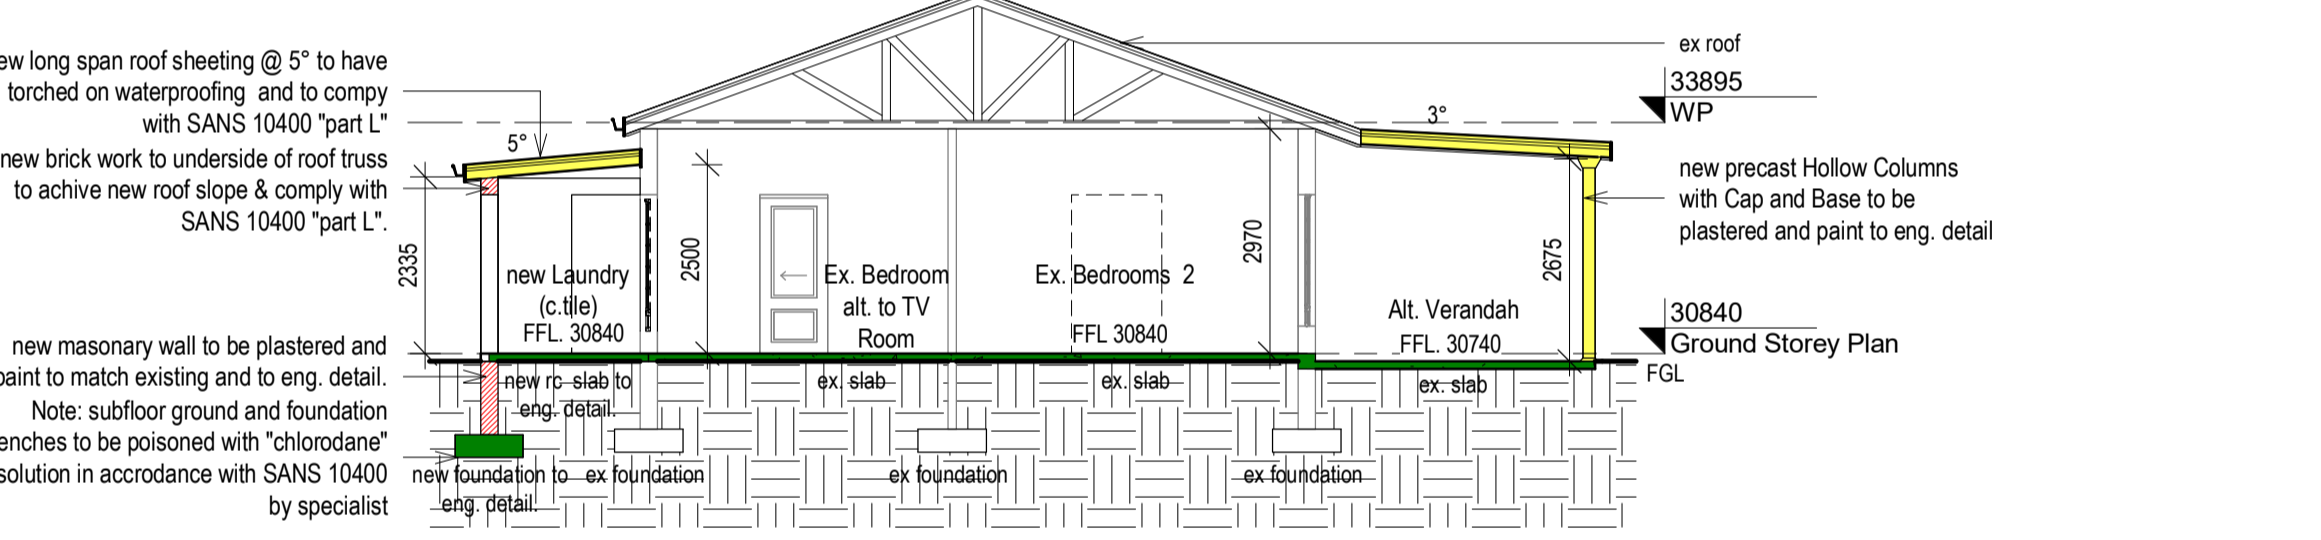 ew long span roof sheeting @ 5° to have
torched on waterproofing and to compy
with SANS 10400 "part L"
new brick work to underside of roof truss
to achive new roof slope & comply with
SANS 10400 "part L".
new masonary wall to be plastered and
paint to match existing and to eng. detail.
Note: subfloor ground and foundation
enches to be poisoned with "chlorodane"
solution in accrodance with SANS 10400
by specialist
5°
2335
new Laundry
(c.tile)
FFL. 30840
2500
Ex. Bedroom
alt. to TV
Room
Ex. Bedrooms 2
FFL 30840
2970
3°
2675
Alt. Verandah
FFL. 30740
new rc slab to
eng. detail.
ex. slab
ex. slab
ex. slab
new foundation to
eng. detail.
ex foundation
ex foundation
ex foundation
ex roof
33895
WP
new precast Hollow Columns
with Cap and Base to be
plastered and paint to eng. detail
30840
Ground Storey Plan
FGL